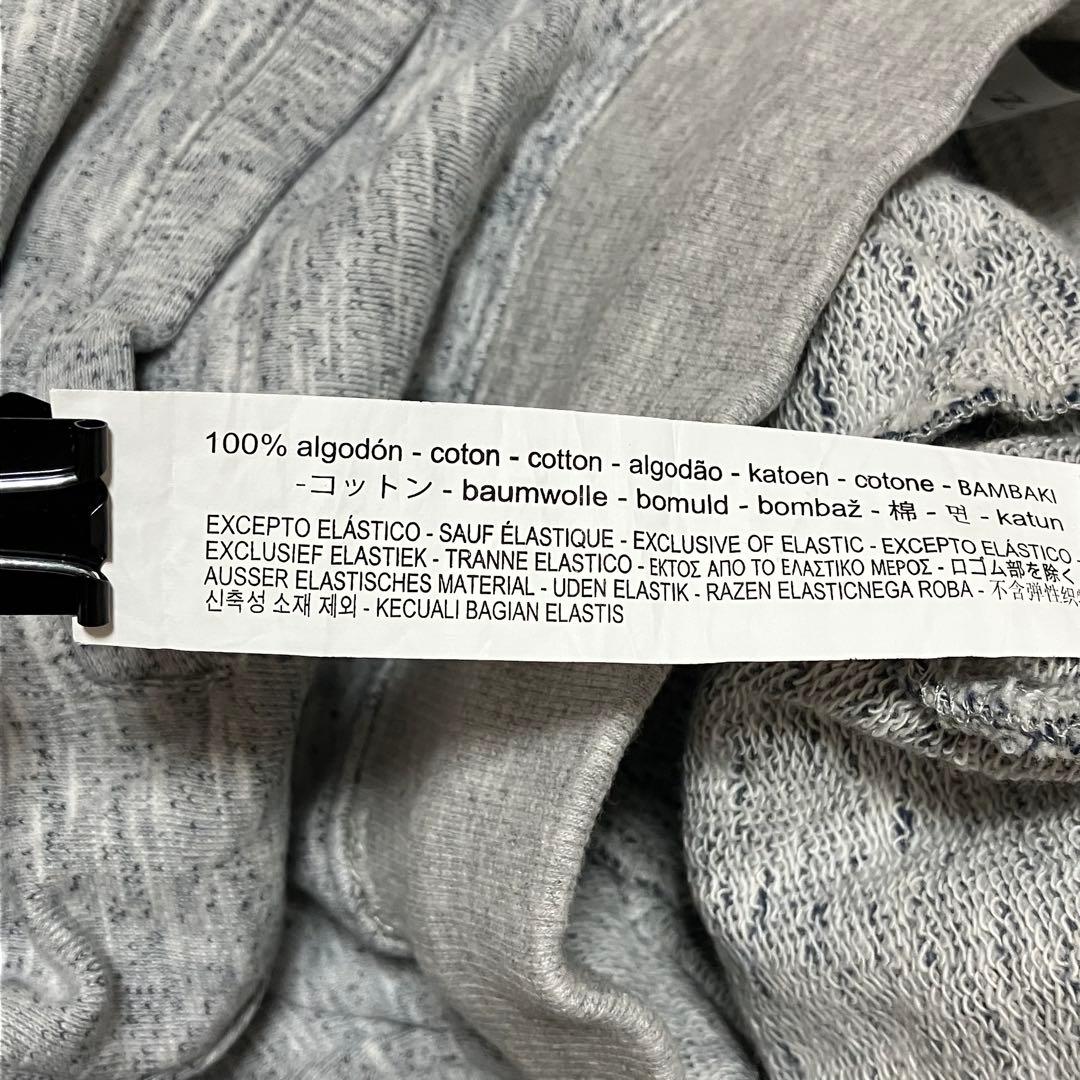 100% algodón - coton - cotton - algodão - katoen - cotone - BAMBAKI
-コットン - baumwolle - bomuld - bombaž - 棉 - 면 - katun
EXCEPTO ELÁSTICO - SAUF ÉLASTIQUE - EXCLUSIVE OF ELASTIC - EXCEPTO ELÁSTICO -
EXCLUSIEF ELASTIEK - TRANNE ELASTICO - ΕΚΤΟΣ ΑΠΟ ΤΟ ΕΛΑΣΤΙΚΟ ΜΕΡΟΣ - ロゴム部を除く
AUSSER ELASTISCHES MATERIAL - UDEN ELASTIK - RAZEN ELASTICNEGA ROBA - 不含弹性织
신축성 소재 제외 - KECUALI BAGIAN ELASTIS